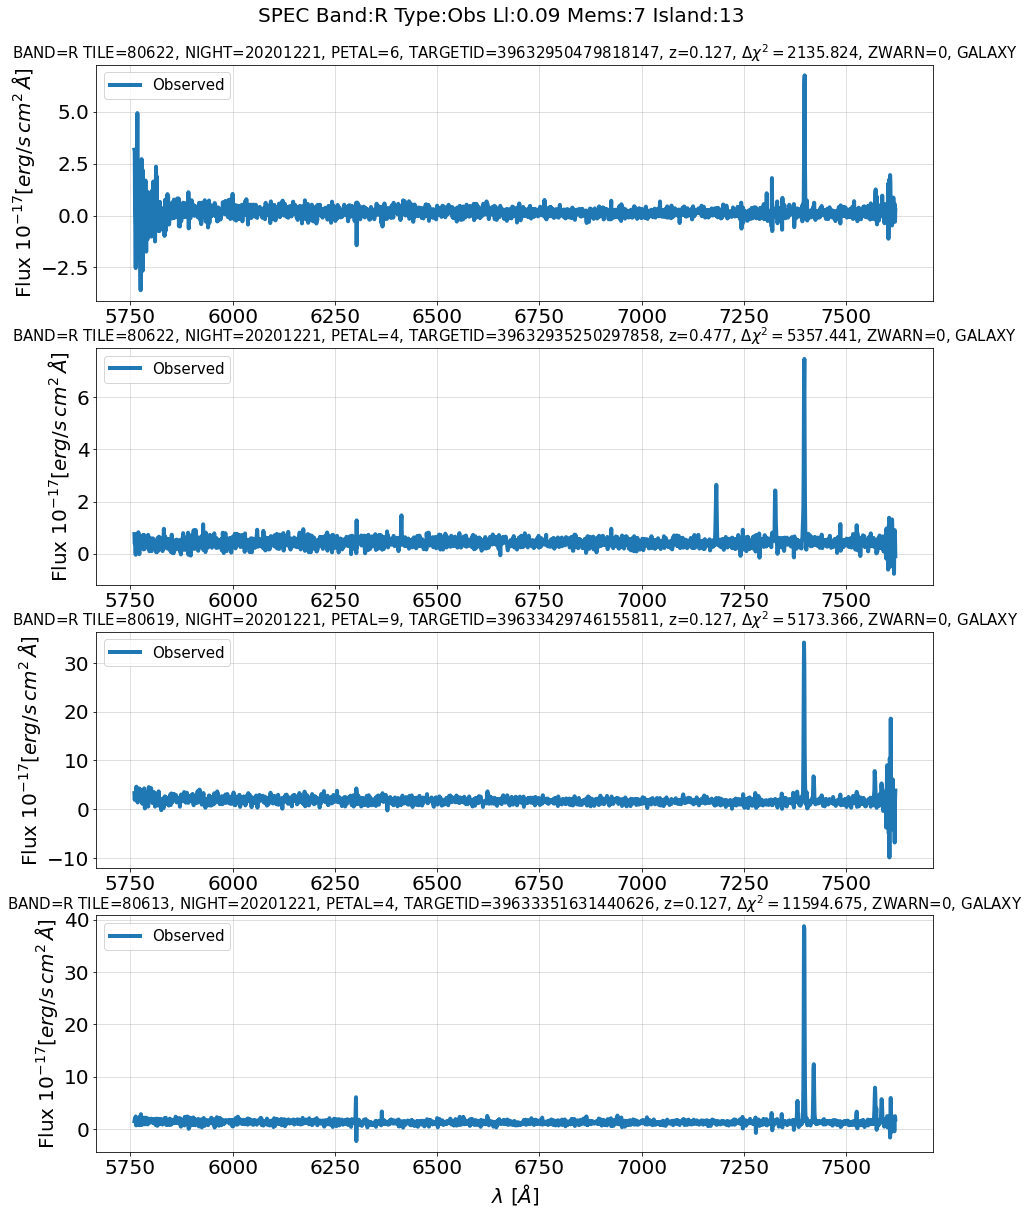 SPEC Band:R Type:Obs Ll:0.09 Mems:7 Island:13
BAND=R TILE=80622, NIGHT=20201221, PETAL=6, TARGETID=39632950479818147, z=0.127, Δχ² = 2135.824, ZWARN=0, GALAXY
Observed
Flux 10⁻¹⁷[erg/s cm² Å]
5.0
2.5
0.0
−2.5
5750 6000 6250 6500 6750 7000 7250 7500
BAND=R TILE=80622, NIGHT=20201221, PETAL=4, TARGETID=39632935250297858, z=0.477, Δχ² = 5357.441, ZWARN=0, GALAXY
Observed
Flux 10⁻¹⁷[erg/s cm² Å]
6
4
2
0
5750 6000 6250 6500 6750 7000 7250 7500
BAND=R TILE=80619, NIGHT=20201221, PETAL=9, TARGETID=39633429746155811, z=0.127, Δχ² = 5173.366, ZWARN=0, GALAXY
Observed
Flux 10⁻¹⁷[erg/s cm² Å]
30
20
10
0
−10
5750 6000 6250 6500 6750 7000 7250 7500
BAND=R TILE=80613, NIGHT=20201221, PETAL=4, TARGETID=39633351631440626, z=0.127, Δχ² = 11594.675, ZWARN=0, GALAXY
Observed
Flux 10⁻¹⁷[erg/s cm² Å]
40
30
20
10
0
5750 6000 6250 6500 6750 7000 7250 7500
λ [Å]